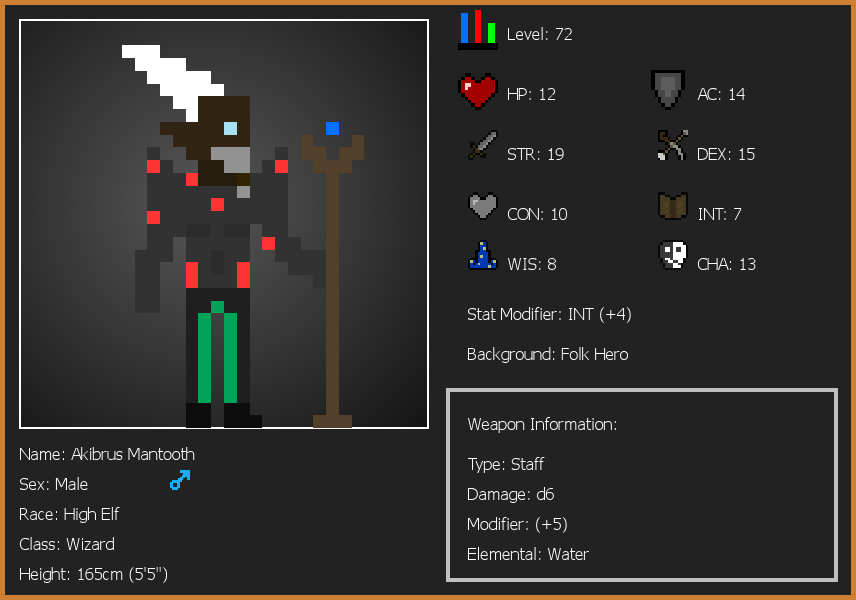 Level: 72
HP: 12
AC: 14
STR: 19
DEX: 15
CON: 10
INT: 7
WIS: 8
CHA: 13
Stat Modifier: INT (+4)
Background: Folk Hero
Weapon Information:
Type: Staff
Damage: d6
Modifier: (+5)
Elemental: Water
Name: Akibrus Mantooth
Sex: Male
Race: High Elf
Class: Wizard
Height: 165cm (5'5")